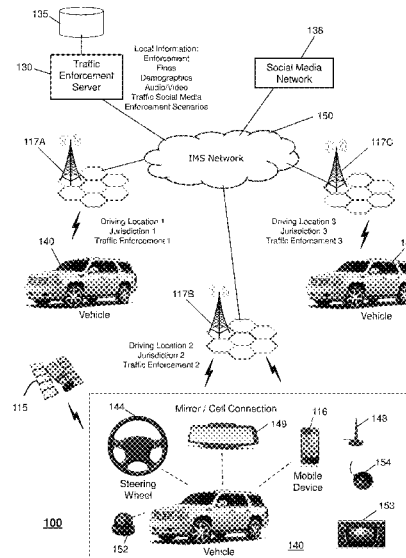 135
130
Traffic
Enforcement
Server
Local Information:
Enforcement
Fines
Demographics
Audio/Video
Traffic Social Media
Enforcement Scenarios
138
Social Media
Network
150
IMS Network
117A
117C
Driving Location 1
Jurisdiction 1
Traffic Enforcement 1
Driving Location 3
Jurisdiction 3
Traffic Enforcement 3
140
Vehicle
Vehicle
117B
Driving Location 2
Jurisdiction 2
Traffic Enforcement 2
115
144
Mirror / Cell Connection
149
116
Mobile
Device
143
154
Steering
Wheel
152
Vehicle
140
153
100